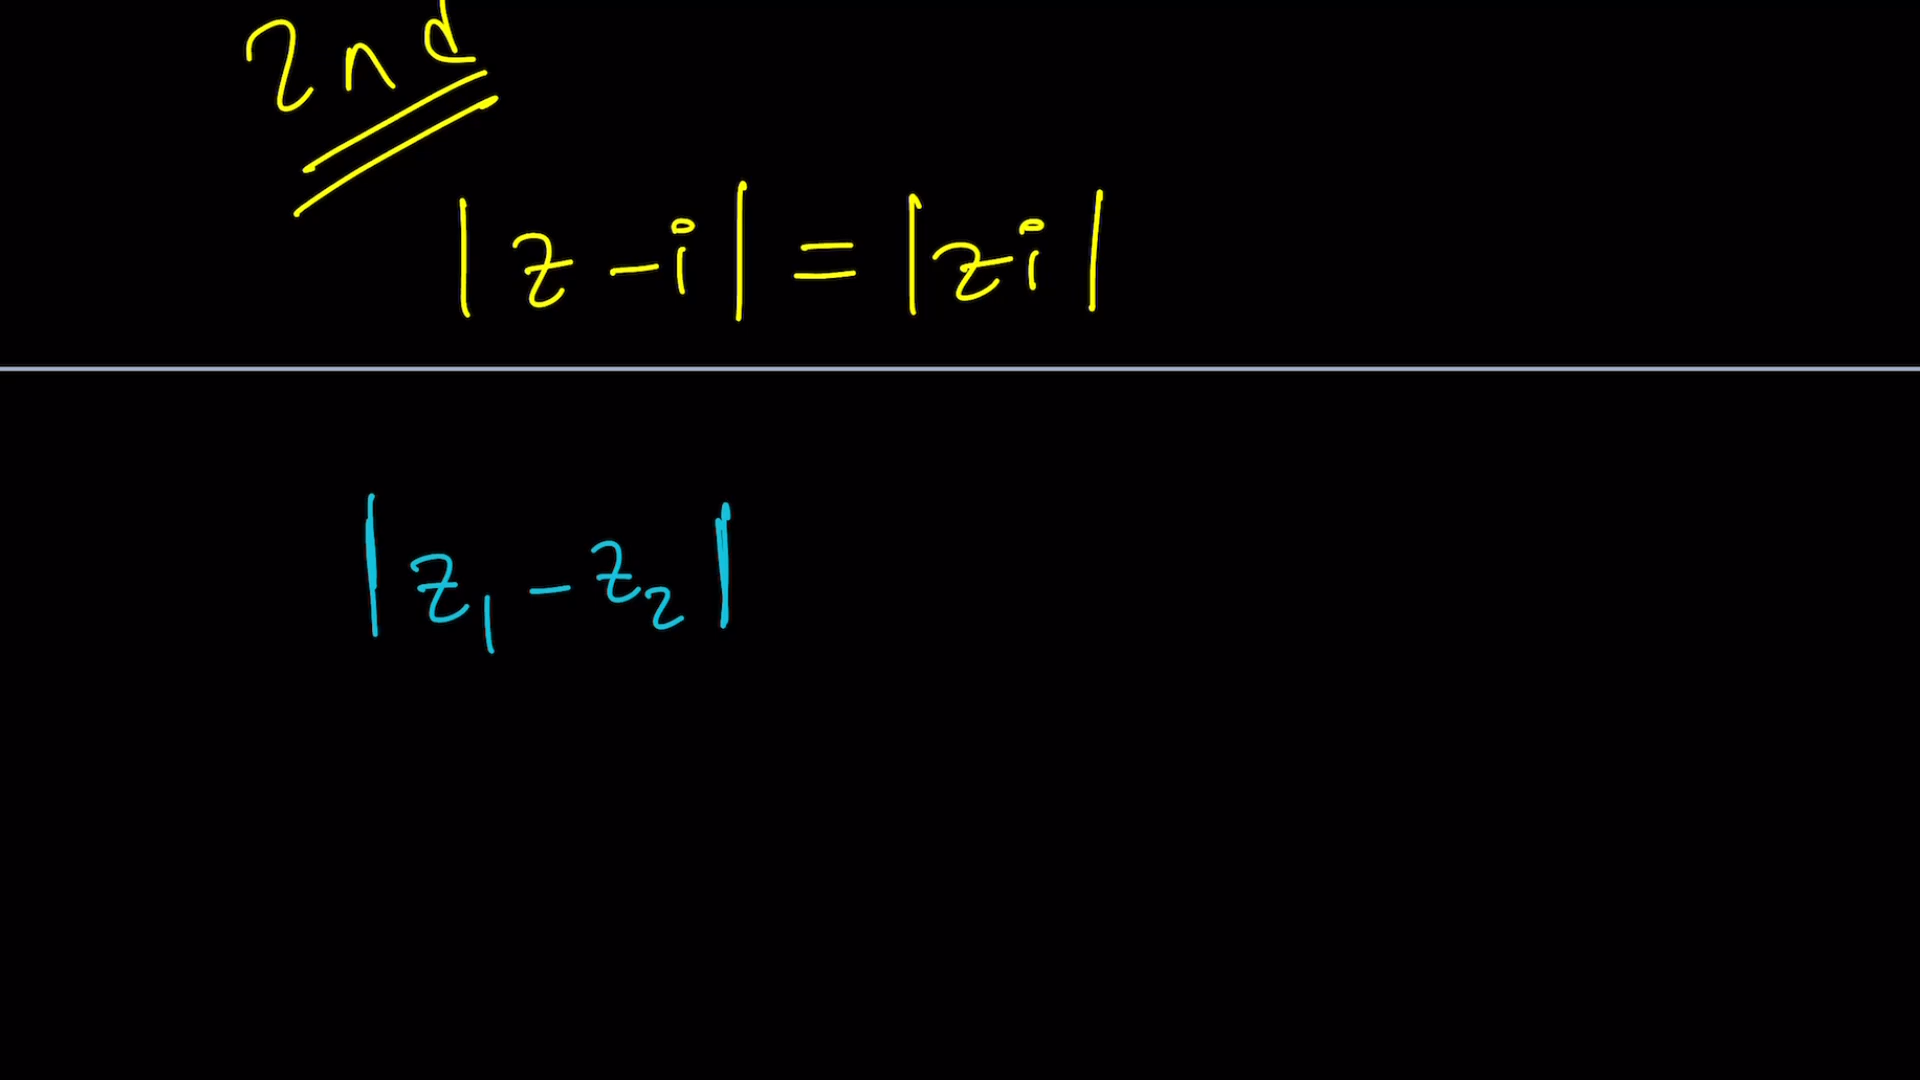 2nd
|z-i| = |zi|
|z₁-z₂|